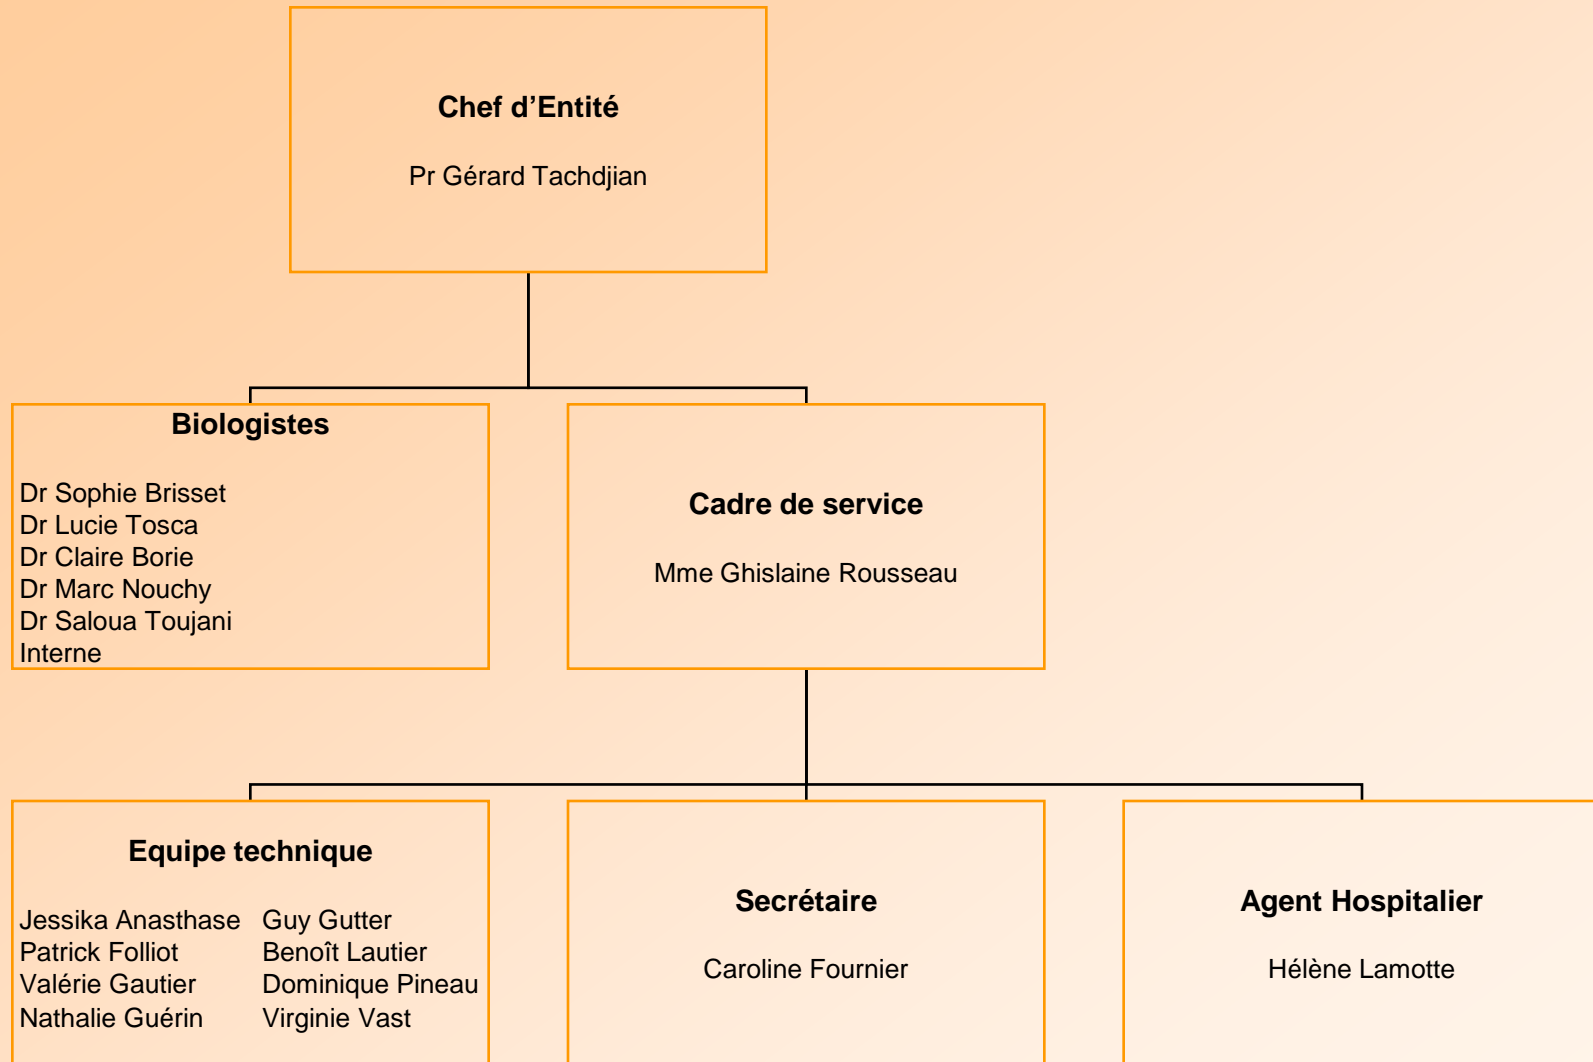 Chef d’Entité
Pr Gérard Tachdjian
Biologistes
Dr Sophie Brisset
Dr Lucie Tosca
Dr Claire Borie
Dr Marc Nouchy
Dr Saloua Toujani
Interne
Cadre de service
Mme Ghislaine Rousseau
Equipe technique
Jessika Anasthase Guy Gutter
Patrick Folliot Benoît Lautier
Valérie Gautier Dominique Pineau
Nathalie Guérin Virginie Vast
Secrétaire
Caroline Fournier
Agent Hospitalier
Hélène Lamotte